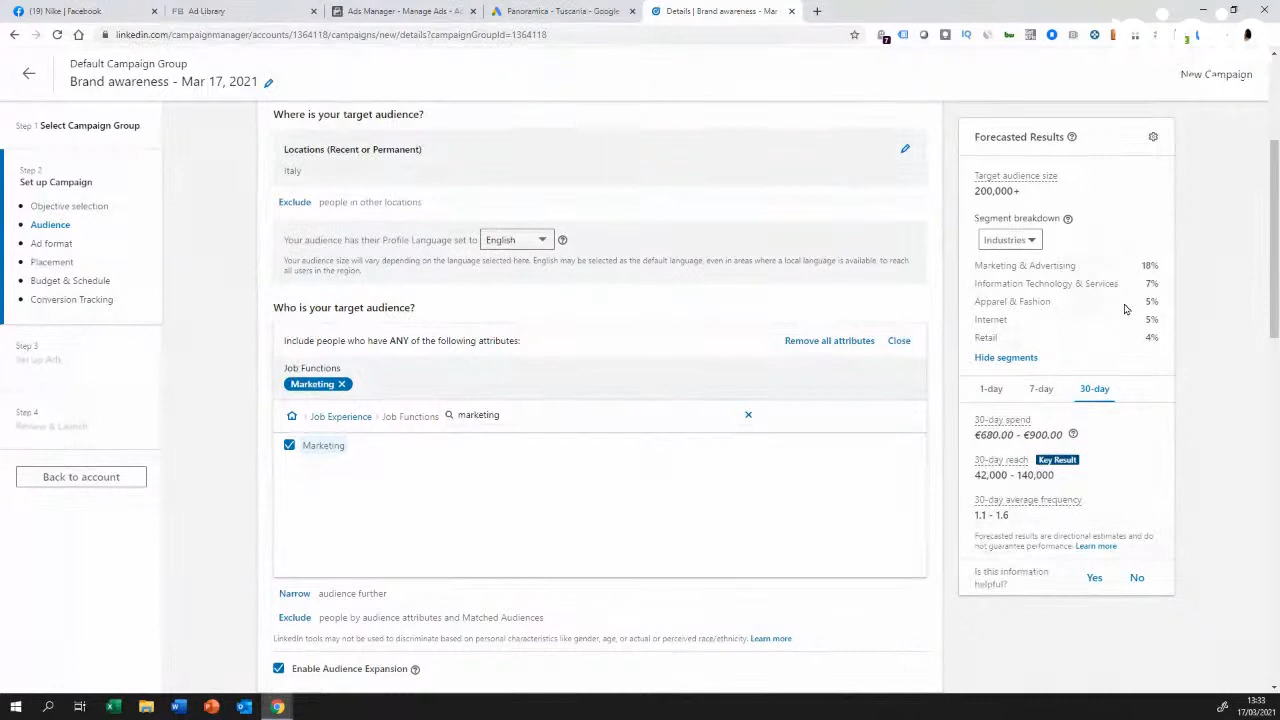 (19) Nike | Facebook
Ad Library
Ads Manager - Manage Ads - Ad
Panoramica - Tuscania - Google
Details | Brand awareness - Mar
linkedin.com/campaignmanager/accounts/1364118/campaigns/new/details?campaignGroupId=1364118
Default Campaign Group
Brand awareness - Mar 17, 2021
New Campaign
Step 1 Select Campaign Group
Step 2
Set up Campaign
Objective selection
Audience
Ad format
Placement
Budget & Schedule
Conversion Tracking
Step 3
Set up Ads
Step 4
Review & Launch
Back to account
Where is your target audience?
Locations (Recent or Permanent)
Italy
Exclude people in other locations
Your audience has their Profile Language set to English
Your audience size will vary depending on the language selected here. English may be selected as the default language, even in areas where a local language is available, to reach
all users in the region.
Who is your target audience?
Include people who have ANY of the following attributes:
Remove all attributes Close
Job Functions
Marketing
Job Experience Job Functions marketing
Marketing
Narrow audience further
Exclude people by audience attributes and Matched Audiences
LinkedIn tools may not be used to discriminate based on personal characteristics like gender, age, or actual or perceived race/ethnicity. Learn more
Enable Audience Expansion
Forecasted Results
Target audience size
200,000+
Segment breakdown
Industries
Marketing & Advertising 18%
Information Technology & Services 7%
Apparel & Fashion 5%
Internet 5%
Retail 4%
Hide segments
1-day 7-day 30-day
30-day spend
€680.00 - €900.00
30-day reach Key Result
42,000 - 140,000
30-day average frequency
1.1 - 1.6
Forecasted results are directional estimates and do
not guarantee performance. Learn more
Is this information
helpful?
Yes No
13:33
17/03/2021